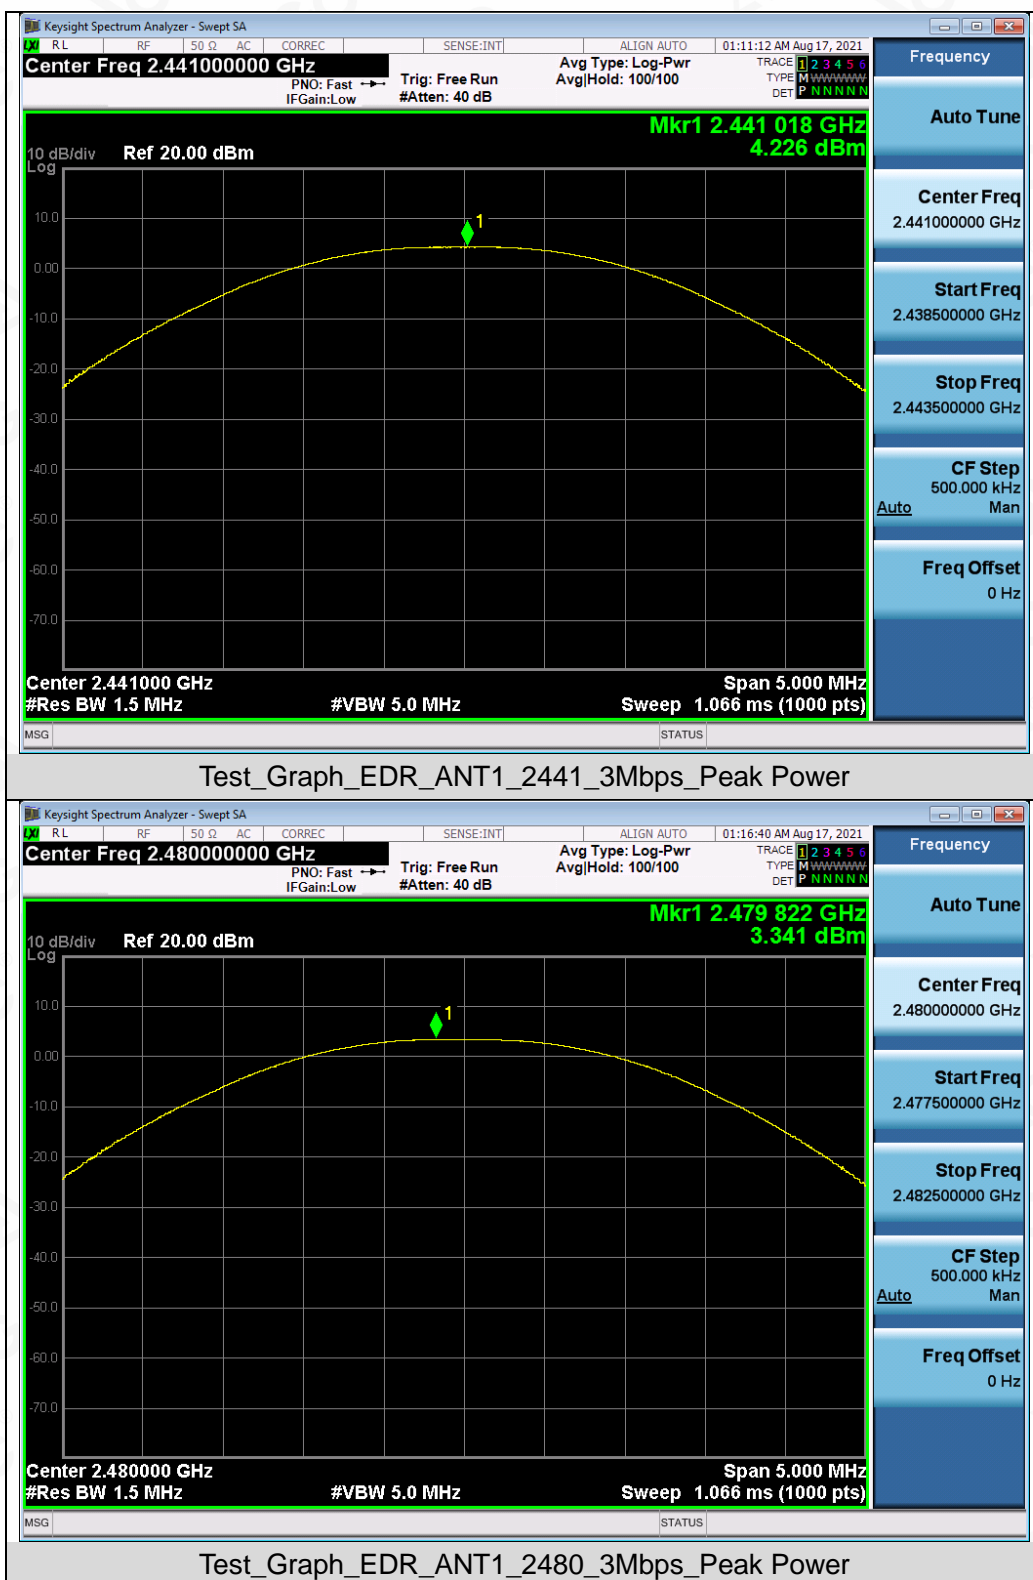 Keysight Spectrum Analyzer - Swept SA
LXI RL RF 50 Ω AC CORREC SENSE:INT ALIGN AUTO 01:11:12 AM Aug 17, 2021
Center Freq 2.441000000 GHz
PNO: Fast
IFGain:Low
Trig: Free Run
#Atten: 40 dB
Avg Type: Log-Pwr
Avg|Hold: 100/100
TRACE 1 2 3 4 5 6
TYPE M WWWWW
DET P N N N N N
Frequency
Mkr1 2.441 018 GHz
4.226 dBm
10 dB/div Ref 20.00 dBm
Log
1
10.0
0.00
-10.0
-20.0
-30.0
-40.0
-50.0
-60.0
-70.0
Center 2.441000 GHz Span 5.000 MHz
#Res BW 1.5 MHz #VBW 5.0 MHz Sweep 1.066 ms (1000 pts)
MSG STATUS
Auto Tune
Center Freq
2.441000000 GHz
Start Freq
2.438500000 GHz
Stop Freq
2.443500000 GHz
CF Step
500.000 kHz
Auto Man
Freq Offset
0 Hz
Test_Graph_EDR_ANT1_2441_3Mbps_Peak Power
Keysight Spectrum Analyzer - Swept SA
LXI RL RF 50 Ω AC CORREC SENSE:INT ALIGN AUTO 01:16:40 AM Aug 17, 2021
Center Freq 2.480000000 GHz
PNO: Fast
IFGain:Low
Trig: Free Run
#Atten: 40 dB
Avg Type: Log-Pwr
Avg|Hold: 100/100
TRACE 1 2 3 4 5 6
TYPE M WWWWW
DET P N N N N N
Frequency
Mkr1 2.479 822 GHz
3.341 dBm
10 dB/div Ref 20.00 dBm
Log
1
10.0
0.00
-10.0
-20.0
-30.0
-40.0
-50.0
-60.0
-70.0
Center 2.480000 GHz Span 5.000 MHz
#Res BW 1.5 MHz #VBW 5.0 MHz Sweep 1.066 ms (1000 pts)
MSG STATUS
Auto Tune
Center Freq
2.480000000 GHz
Start Freq
2.477500000 GHz
Stop Freq
2.482500000 GHz
CF Step
500.000 kHz
Auto Man
Freq Offset
0 Hz
Test_Graph_EDR_ANT1_2480_3Mbps_Peak Power